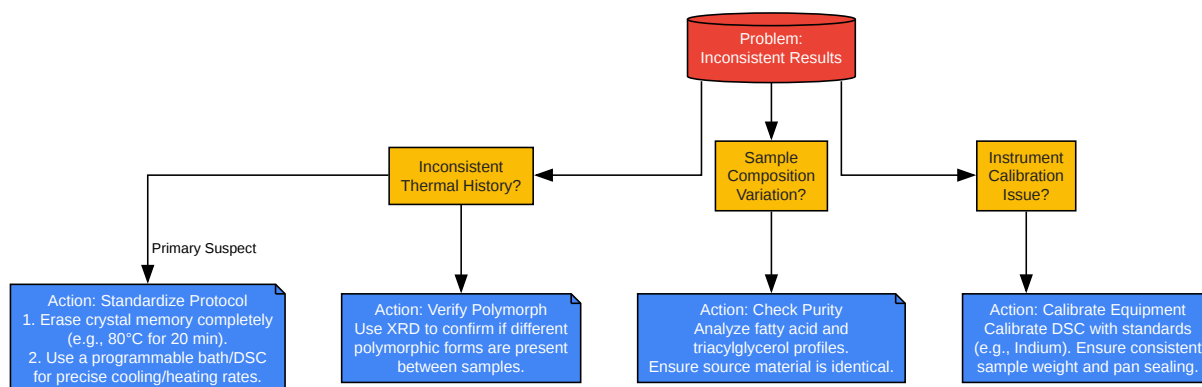 Problem:
Inconsistent Results
Inconsistent
Thermal History?
Sample
Composition
Variation?
Instrument
Calibration
Issue?
Primary Suspect
Action: Standardize Protocol
1. Erase crystal memory completely
(e.g., 80°C for 20 min).
2. Use a programmable bath/DSC
for precise cooling/heating rates.
Action: Verify Polymorph
Use XRD to confirm if different
polymorphic forms are present
between samples.
Action: Check Purity
Analyze fatty acid and
triacylglycerol profiles.
Ensure source material is identical.
Action: Calibrate Equipment
Calibrate DSC with standards
(e.g., Indium). Ensure consistent
sample weight and pan sealing.